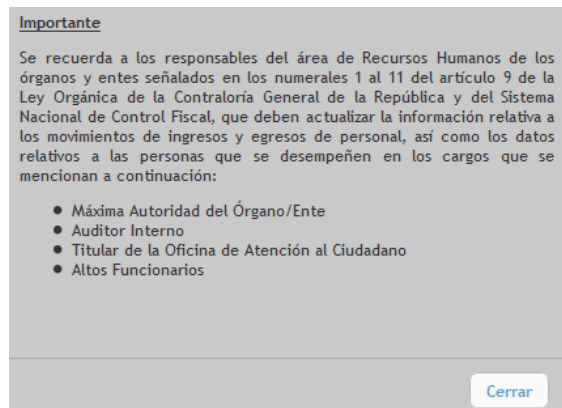 Importante
Se recuerda a los responsables del área de Recursos Humanos de los
órganos y entes señalados en los numerales 1 al 11 del artículo 9 de la
Ley Orgánica de la Contraloría General de la República y del Sistema
Nacional de Control Fiscal, que deben actualizar la información relativa a
los movimientos de ingresos y egresos de personal, así como los datos
relativos a las personas que se desempeñen en los cargos que se
mencionan a continuación:
● Máxima Autoridad del Órgano/Ente
● Auditor Interno
● Titular de la Oficina de Atención al Ciudadano
● Altos Funcionarios
Cerrar